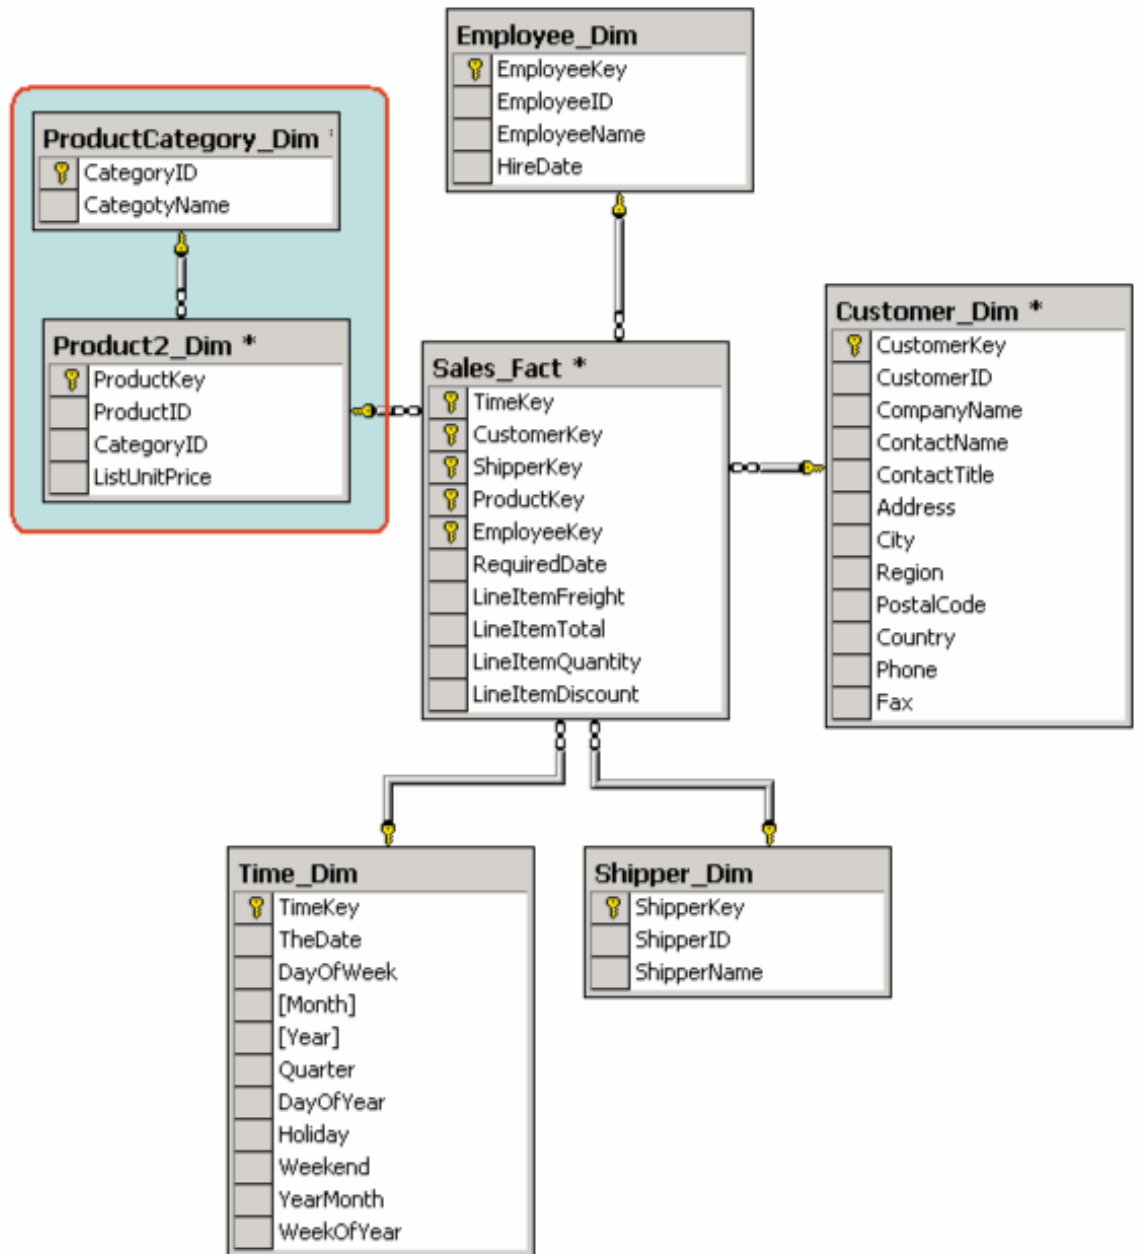 Employee_Dim
EmployeeKey
EmployeeID
EmployeeName
HireDate
ProductCategory_Dim *
CategoryID
CategotyName
Product2_Dim *
ProductKey
ProductID
CategoryID
ListUnitPrice
Sales_Fact *
TimeKey
CustomerKey
ShipperKey
ProductKey
EmployeeKey
RequiredDate
LineItemFreight
LineItemTotal
LineItemQuantity
LineItemDiscount
Customer_Dim *
CustomerKey
CustomerID
CompanyName
ContactName
ContactTitle
Address
City
Region
PostalCode
Country
Phone
Fax
Time_Dim
TimeKey
TheDate
DayOfWeek
[Month]
[Year]
Quarter
DayOfYear
Holiday
Weekend
YearMonth
WeekOfYear
Shipper_Dim
ShipperKey
ShipperID
ShipperName